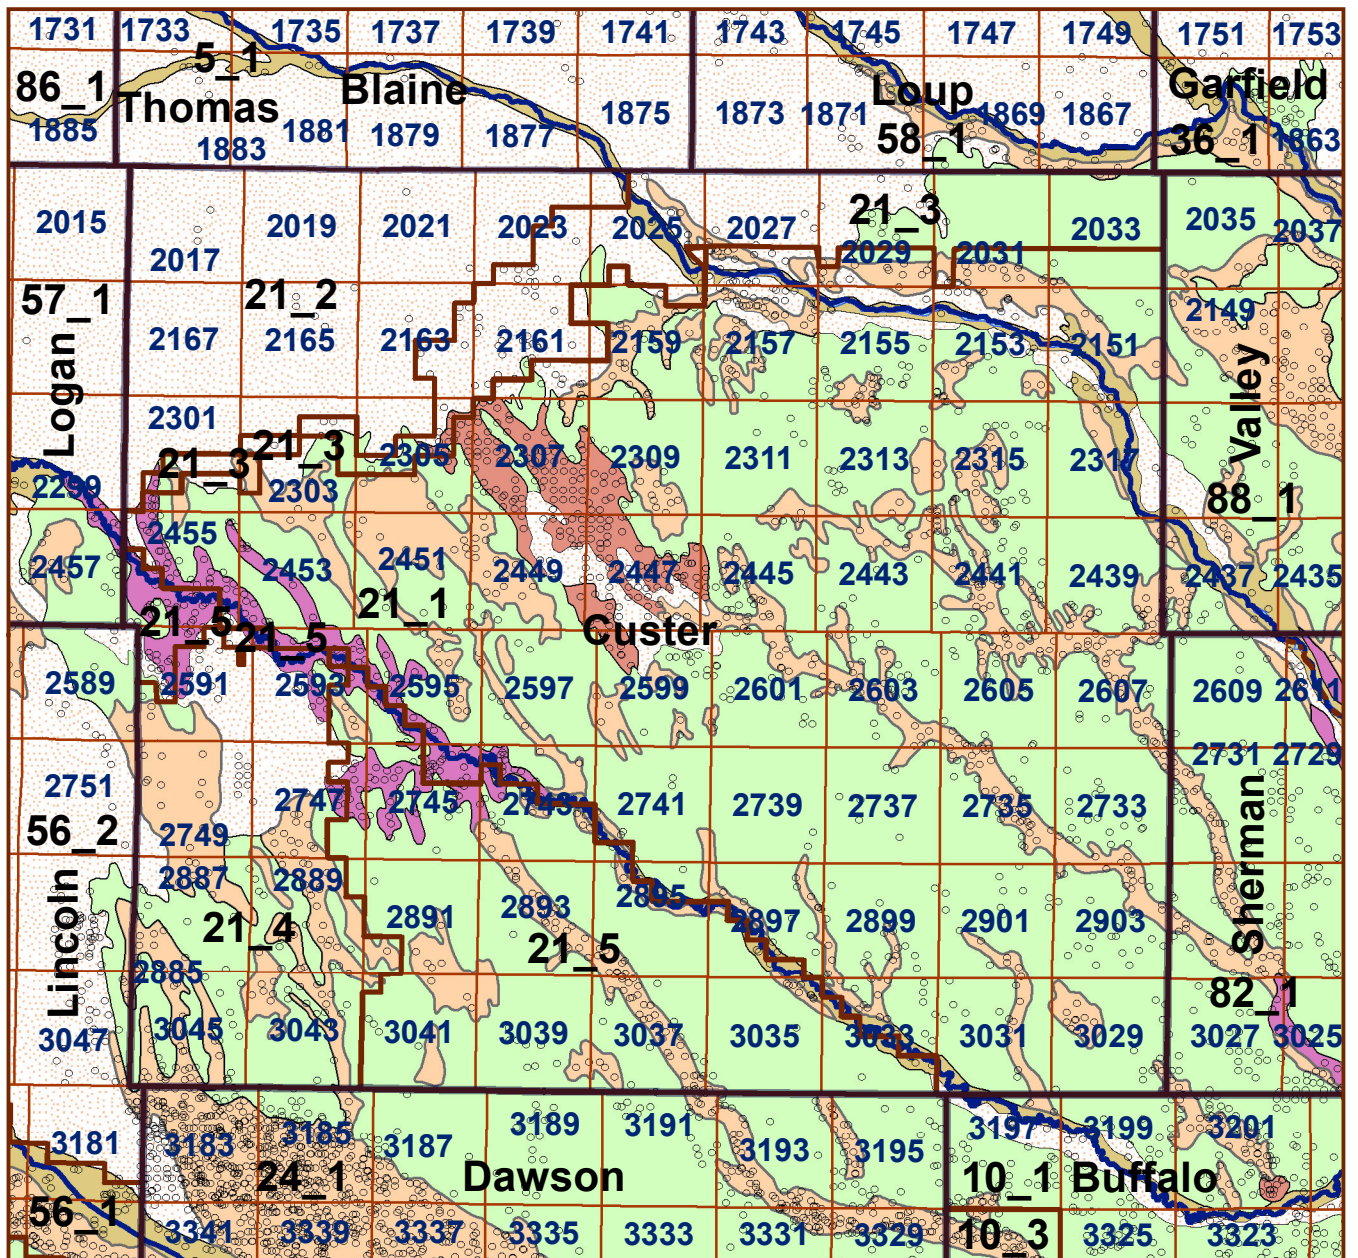 1731 1733 1735 1737 1739 1741 1743 1745 1747 1749 1751 1753
5_1
86_1 Thomas Blaine Loup Garfield
1885 1883 1881 1879 1877 1875 1873 1871 1869 1867 1863
58_1 36_1
2015 2017 2019 2021 2023 2025 2027 2029 2031 2033 2035 2037
21_3
57_1 21_2
2149
2167 2165 2163 2161 2159 2157 2155 2153 2151
Logan
Valley
2301
21_3 21_3
2299 2303 2305 2307 2309 2311 2313 2315 2317
88_1
2457 2455 2453 2451 2449 2447 2445 2443 2441 2439 2437 2435
21_1
21_5 21_5 Custer
2589 2591 2593 2595 2597 2599 2601 2603 2605 2607 2609 2611
2731 2729
2751 2749 2747 2745 2743 2741 2739 2737 2735 2733
56_2
Sherman
Lincoln
2887 2889 2891 2893 2895 2897 2899 2901 2903
21_4 21_5
2885
82_1
3047 3045 3043 3041 3039 3037 3035 3033 3031 3029 3027 3025
3181 3183 3185 3187 3189 3191 3193 3195 3197 3199 3201
24_1 Dawson 10_1 Buffalo
56_1
3341 3339 3337 3335 3333 3331 3329 10_3 3325 3323